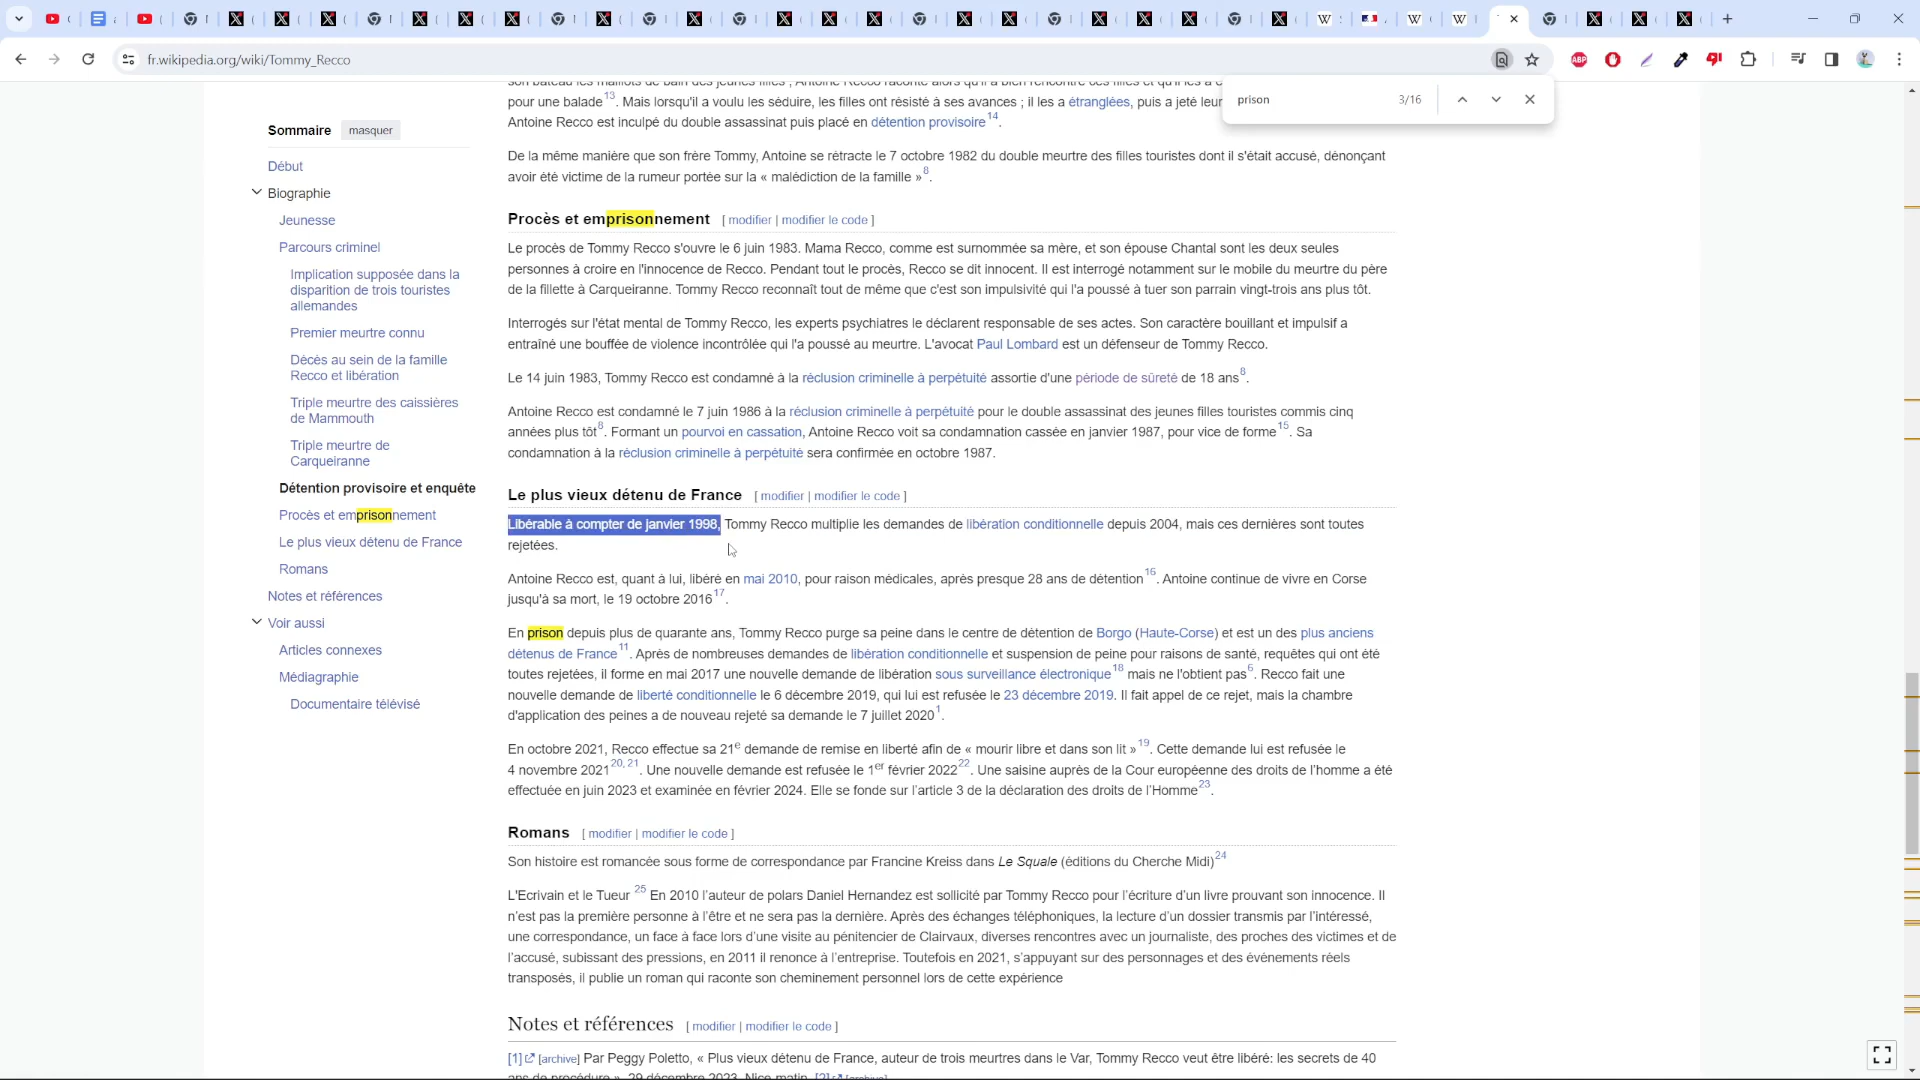 fr.wikipedia.org/wiki/Tommy_Recco
prison
3/16
Sommaire masquer
Début
Biographie
Jeunesse
Parcours criminel
Implication supposée dans la
disparition de trois touristes
allemandes
Premier meurtre connu
Décès au sein de la famille
Recco et libération
Triple meurtre des caissières
de Mammouth
Triple meurtre de
Carqueiranne
Détention provisoire et enquête
Procès et emprisonnement
Le plus vieux détenu de France
Romans
Notes et références
Voir aussi
Articles connexes
Médiagraphie
Documentaire télévisé
son bateau les maillots de bain des jeunes filles ; Antoine Recco raconte alors qu'il a bien rencontré des filles et qu'il les a
pour une balade13. Mais lorsqu'il a voulu les séduire, les filles ont résisté à ses avances ; il les a étranglées, puis a jeté leur
Antoine Recco est inculpé du double assassinat puis placé en détention provisoire14.
De la même manière que son frère Tommy, Antoine se rétracte le 7 octobre 1982 du double meurtre des filles touristes dont il s'était accusé, dénonçant
avoir été victime de la rumeur portée sur la « malédiction de la famille »8.
Procès et emprisonnement [ modifier | modifier le code ]
Le procès de Tommy Recco s'ouvre le 6 juin 1983. Mama Recco, comme est surnommée sa mère, et son épouse Chantal sont les deux seules
personnes à croire en l'innocence de Recco. Pendant tout le procès, Recco se dit innocent. Il est interrogé notamment sur le mobile du meurtre du père
de la fillette à Carqueiranne. Tommy Recco reconnaît tout de même que c'est son impulsivité qui l'a poussé à tuer son parrain vingt-trois ans plus tôt.
Interrogés sur l'état mental de Tommy Recco, les experts psychiatres le déclarent responsable de ses actes. Son caractère bouillant et impulsif a
entraîné une bouffée de violence incontrôlée qui l'a poussé au meurtre. L'avocat Paul Lombard est un défenseur de Tommy Recco.
Le 14 juin 1983, Tommy Recco est condamné à la réclusion criminelle à perpétuité assortie d'une période de sûreté de 18 ans8.
Antoine Recco est condamné le 7 juin 1986 à la réclusion criminelle à perpétuité pour le double assassinat des jeunes filles touristes commis cinq
années plus tôt8. Formant un pourvoi en cassation, Antoine Recco voit sa condamnation cassée en janvier 1987, pour vice de forme15. Sa
condamnation à la réclusion criminelle à perpétuité sera confirmée en octobre 1987.
Le plus vieux détenu de France [ modifier | modifier le code ]
Libérable à compter de janvier 1998, Tommy Recco multiplie les demandes de libération conditionnelle depuis 2004, mais ces dernières sont toutes
rejetées.
Antoine Recco est, quant à lui, libéré en mai 2010, pour raison médicales, après presque 28 ans de détention16. Antoine continue de vivre en Corse
jusqu'à sa mort, le 19 octobre 201617.
En prison depuis plus de quarante ans, Tommy Recco purge sa peine dans le centre de détention de Borgo (Haute-Corse) et est un des plus anciens
détenus de France11. Après de nombreuses demandes de libération conditionnelle et suspension de peine pour raisons de santé, requêtes qui ont été
toutes rejetées, il forme en mai 2017 une nouvelle demande de libération sous surveillance électronique18 mais ne l'obtient pas6. Recco fait une
nouvelle demande de liberté conditionnelle le 6 décembre 2019, qui lui est refusée le 23 décembre 2019. Il fait appel de ce rejet, mais la chambre
d'application des peines a de nouveau rejeté sa demande le 7 juillet 20201.
En octobre 2021, Recco effectue sa 21e demande de remise en liberté afin de « mourir libre et dans son lit »19. Cette demande lui est refusée le
4 novembre 202120, 21. Une nouvelle demande est refusée le 1er février 202222. Une saisine auprès de la Cour européenne des droits de l'homme a été
effectuée en juin 2023 et examinée en février 2024. Elle se fonde sur l'article 3 de la déclaration des droits de l'Homme23.
Romans [ modifier | modifier le code ]
Son histoire est romancée sous forme de correspondance par Francine Kreiss dans Le Squale (éditions du Cherche Midi)24
L'Ecrivain et le Tueur 25 En 2010 l'auteur de polars Daniel Hernandez est sollicité par Tommy Recco pour l'écriture d'un livre prouvant son innocence. Il
n'est pas la première personne à l'être et ne sera pas la dernière. Après des échanges téléphoniques, la lecture d'un dossier transmis par l'intéressé,
une correspondance, un face à face lors d'une visite au pénitencier de Clairvaux, diverses rencontres avec un journaliste, des proches des victimes et de
l'accusé, subissant des pressions, en 2011 il renonce à l'entreprise. Toutefois en 2021, s'appuyant sur des personnages et des événements réels
transposés, il publie un roman qui raconte son cheminement personnel lors de cette expérience
Notes et références [ modifier | modifier le code ]
[1] [archive] Par Peggy Poletto, « Plus vieux détenu de France, auteur de trois meurtres dans le Var, Tommy Recco veut être libéré: les secrets de 40
ans de procédure », 29 décembre 2023, Nice-matin. [2] [archive]